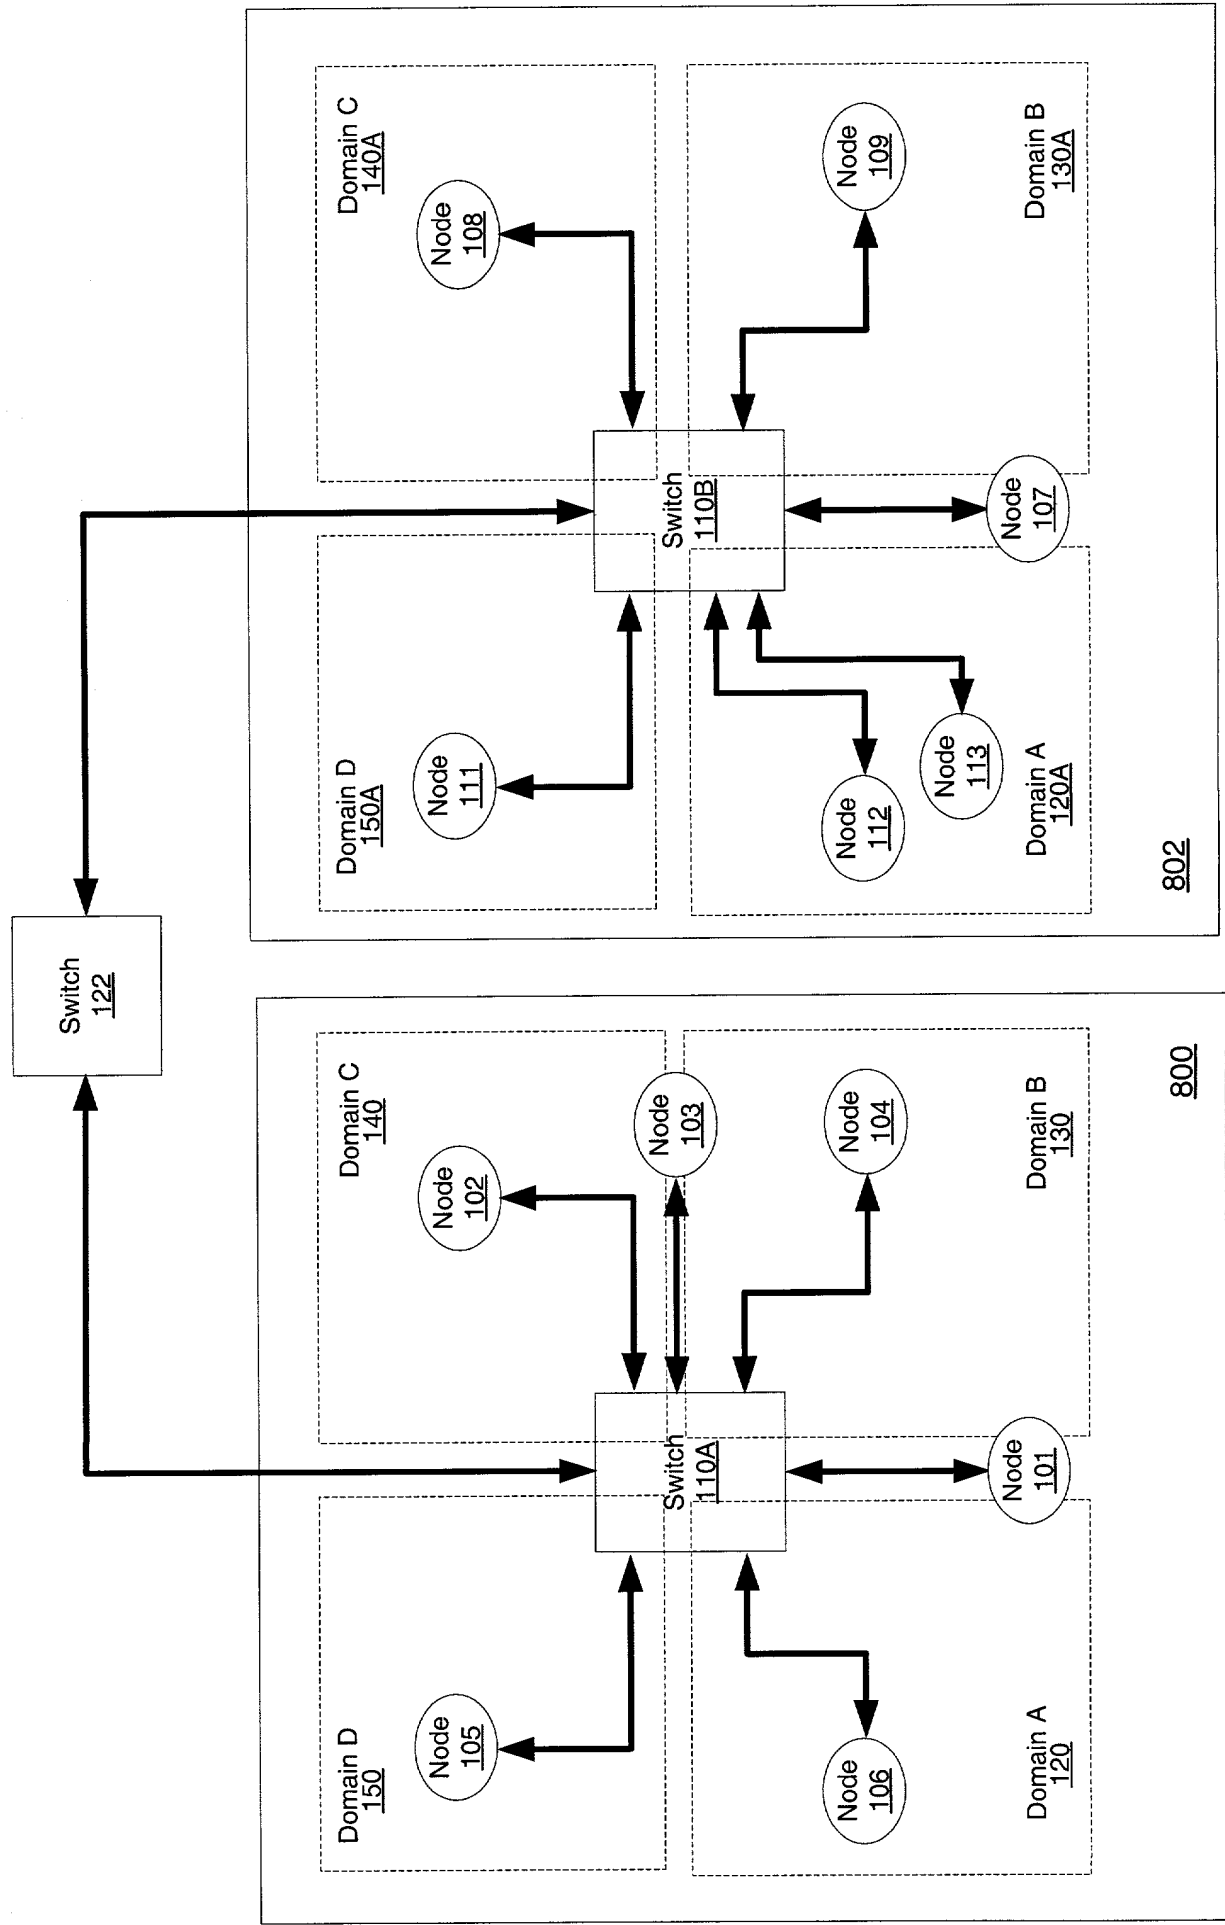 Switch
122
Domain D
150
Node
105
Domain C
140
Node
102
Switch
110A
Node
103
Node
106
Node
104
Domain A
120
Node
101
Domain B
130
800
Domain D
150A
Node
111
Domain C
140A
Node
108
Switch
110B
Node
112
Node
113
Node
109
Domain A
120A
Node
107
Domain B
130A
802